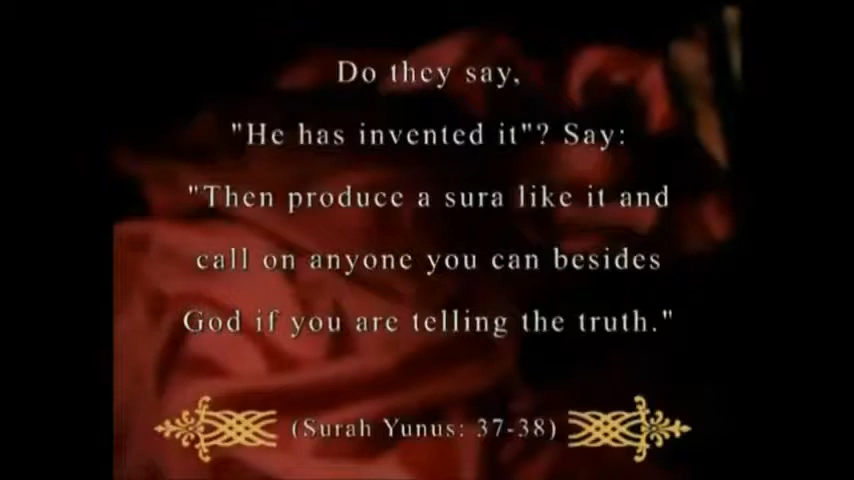 Do they say,
"He has invented it"? Say:
"Then produce a sura like it and
call on anyone you can besides
God if you are telling the truth."
(Surah Yunus: 37-38)